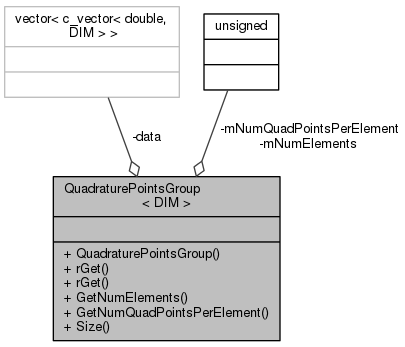 vector< c_vector< double,
DIM > >
unsigned
-data
-mNumQuadPointsPerElement
-mNumElements
QuadraturePointsGroup
< DIM >
+ QuadraturePointsGroup()
+ rGet()
+ rGet()
+ GetNumElements()
+ GetNumQuadPointsPerElement()
+ Size()